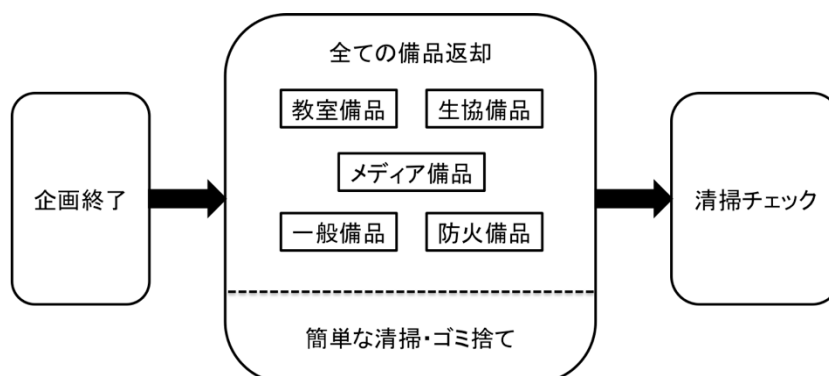 企画終了
全ての備品返却
教室備品
生協備品
メディア備品
一般備品
防火備品
簡単な清掃・ゴミ捨て
清掃チェック